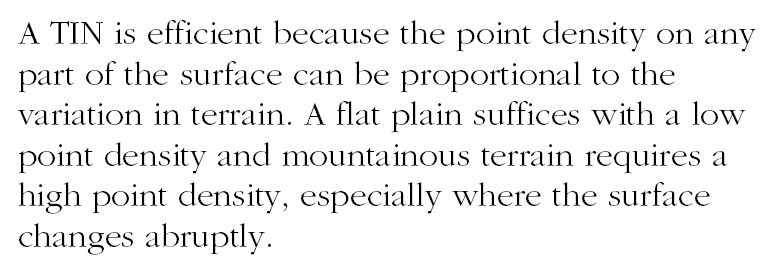 A TIN is efficient because the point density on any
part of the surface can be proportional to the
variation in terrain. A flat plain suffices with a low
point density and mountainous terrain requires a
high point density, especially where the surface
changes abruptly.